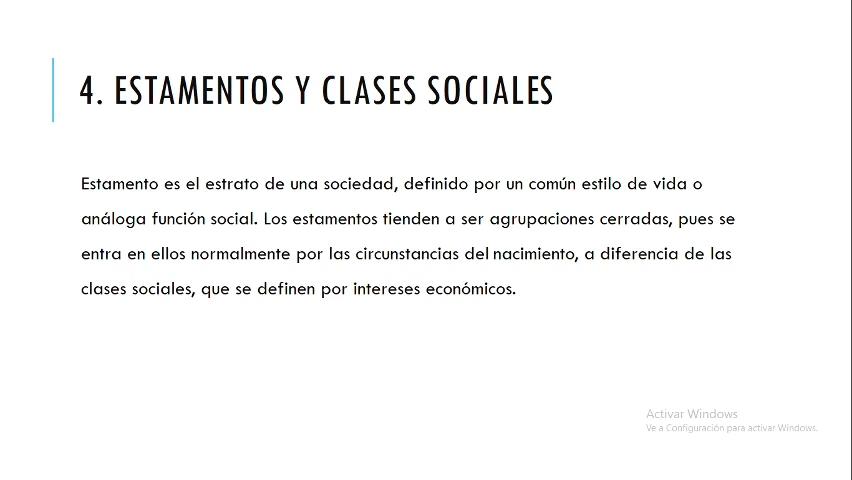 4. ESTAMENTOS Y CLASES SOCIALES
Estamento es el estrato de una sociedad, definido por un común estilo de vida o
análoga función social. Los estamentos tienden a ser agrupaciones cerradas, pues se
entra en ellos normalmente por las circunstancias del nacimiento, a diferencia de las
clases sociales, que se definen por intereses económicos.
Activar Windows
Ve a Configuración para activar Windows.